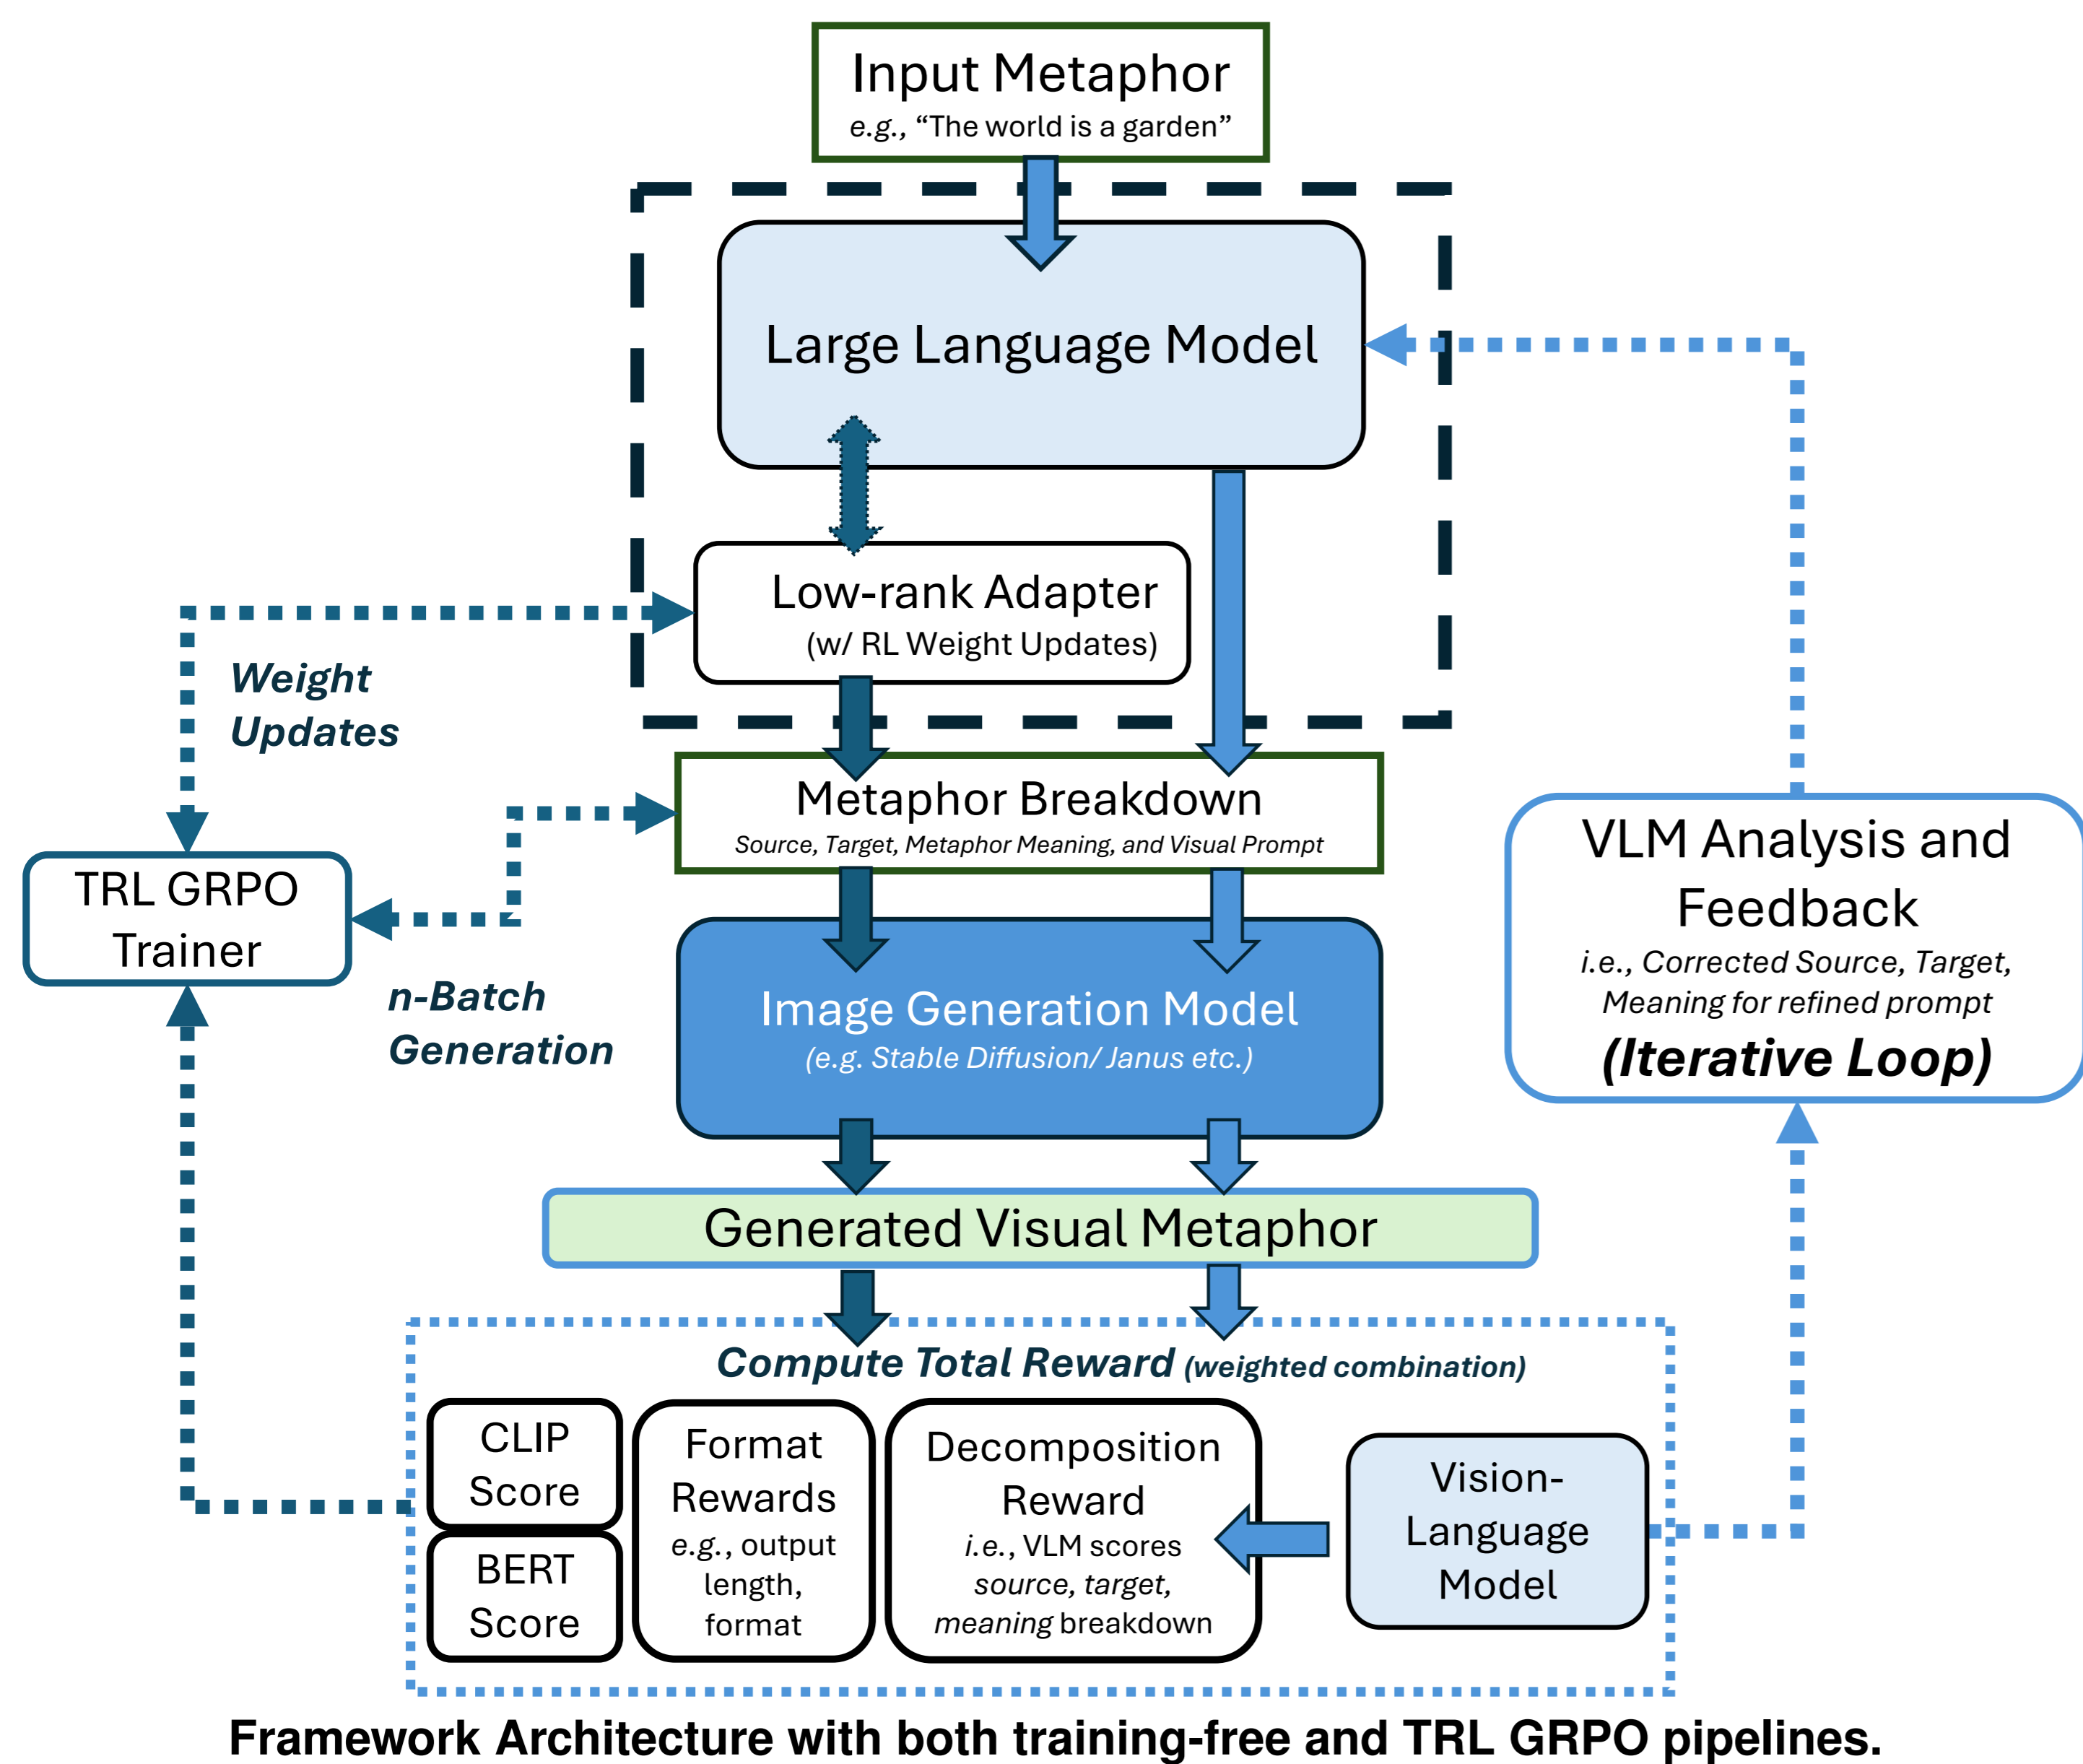 Input Metaphor
e.g., “The world is a garden”
Large Language Model
Low-rank Adapter
(w/ RL Weight Updates)
Weight
Updates
Metaphor Breakdown
Source, Target, Metaphor Meaning, and Visual Prompt
TRL GRPO
Trainer
n-Batch
Generation
Image Generation Model
(e.g. Stable Diffusion/ Janus etc.)
VLM Analysis and
Feedback
i.e., Corrected Source, Target,
Meaning for refined prompt
(Iterative Loop)
Generated Visual Metaphor
Compute Total Reward (weighted combination)
CLIP
Score
BERT
Score
Format
Rewards
e.g., output
length,
format
Decomposition
Reward
i.e., VLM scores
source, target,
meaning breakdown
Vision-
Language
Model
Framework Architecture with both training-free and TRL GRPO pipelines.